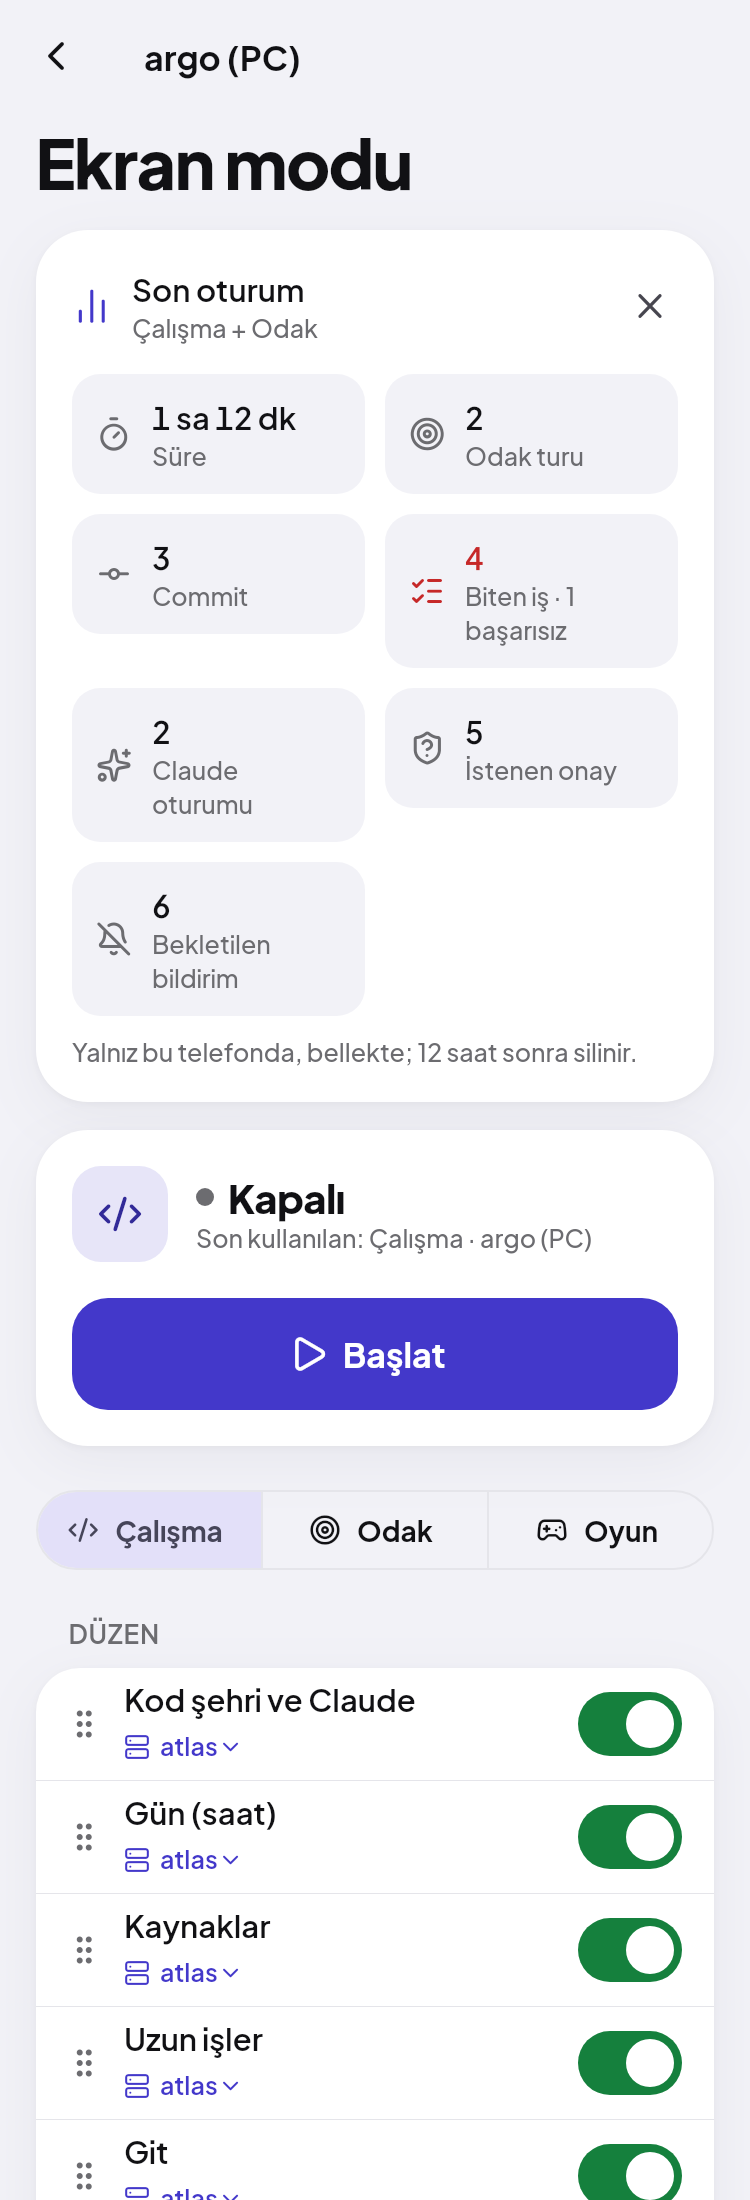 argo (PC)
Ekran modu
Son oturum
Çalışma + Odak
1 sa 12 dk
Süre
2
Odak turu
3
Commit
4
Biten iş · 1
başarısız
2
Claude
oturumu
5
İstenen onay
6
Bekletilen
bildirim
Yalnız bu telefonda, bellekte; 12 saat sonra silinir.
Kapalı
Son kullanılan: Çalışma · argo (PC)
Başlat
Çalışma
Odak
Oyun
DÜZEN
Kod şehri ve Claude
atlas
Gün (saat)
atlas
Kaynaklar
atlas
Uzun işler
atlas
Git
atlas